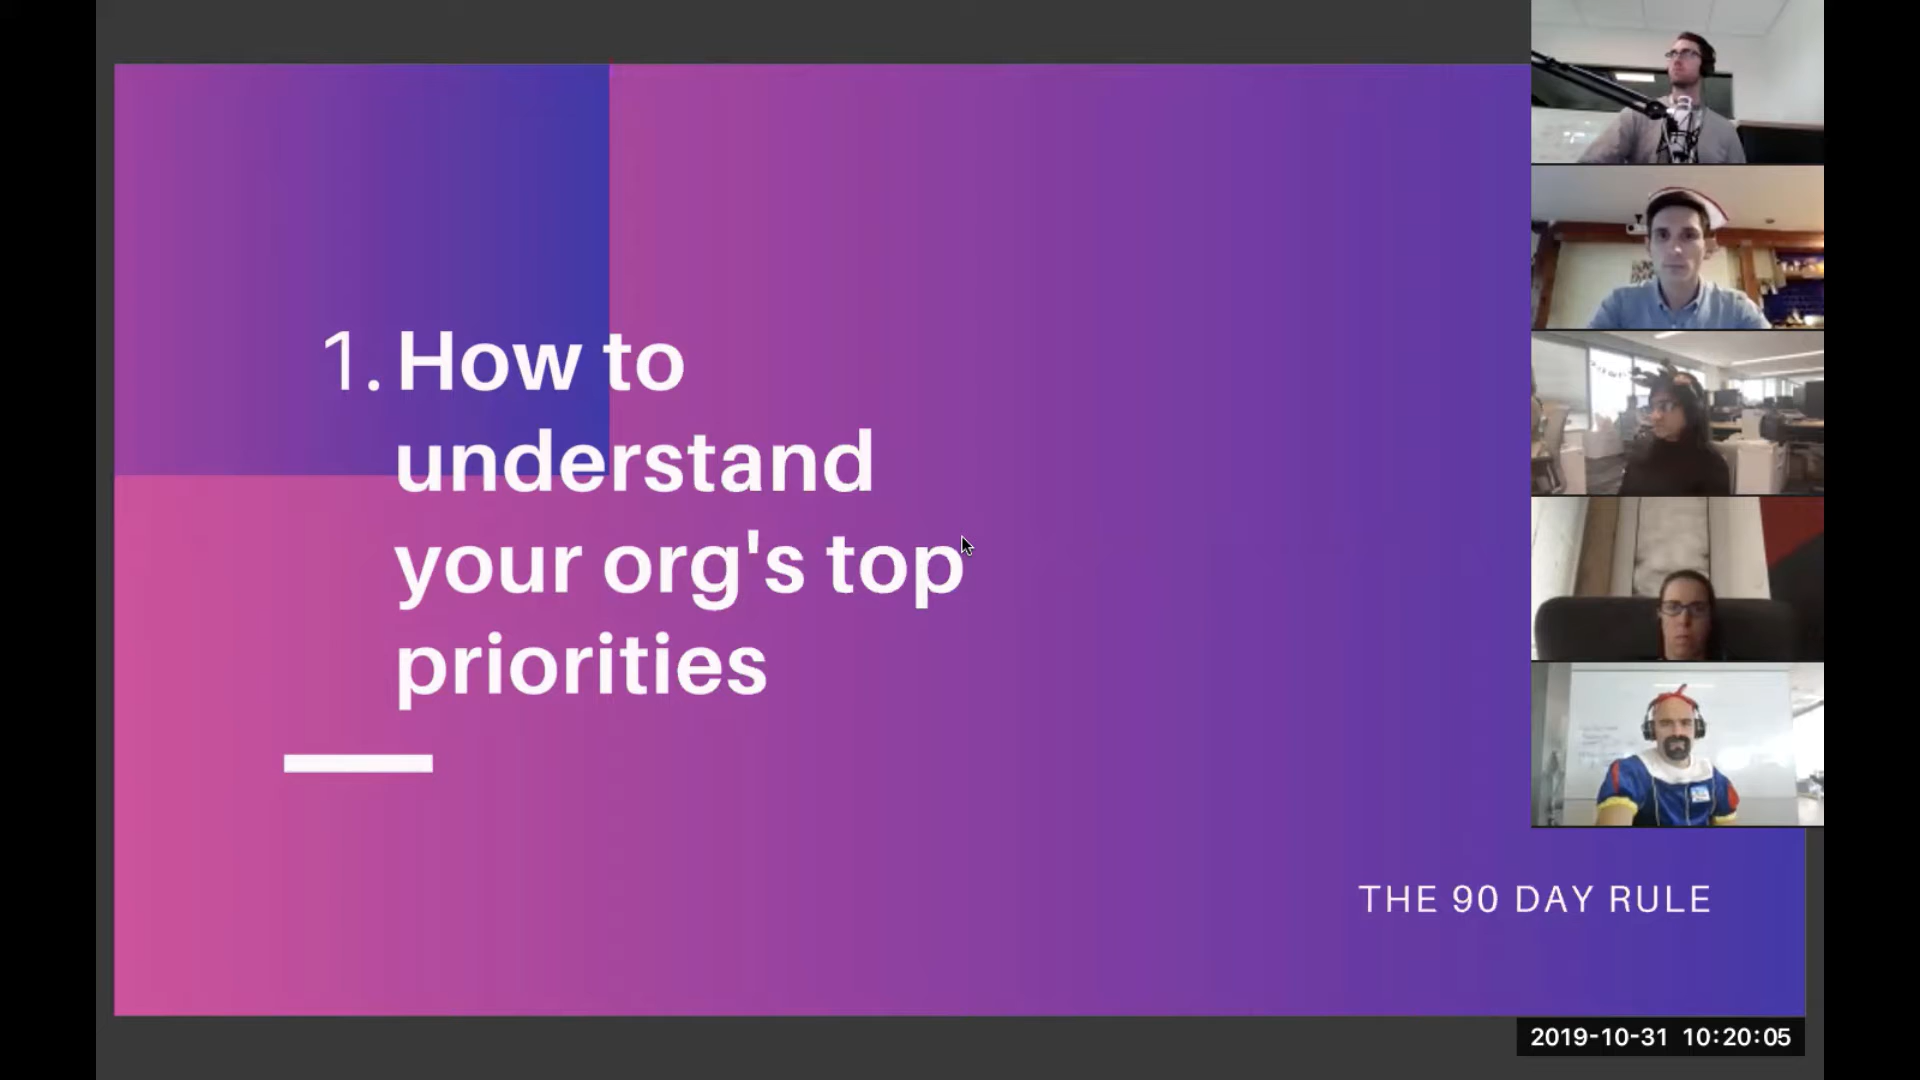 1. How to
understand
your org's top
priorities
THE 90 DAY RULE
2019-10-31 10:20:05